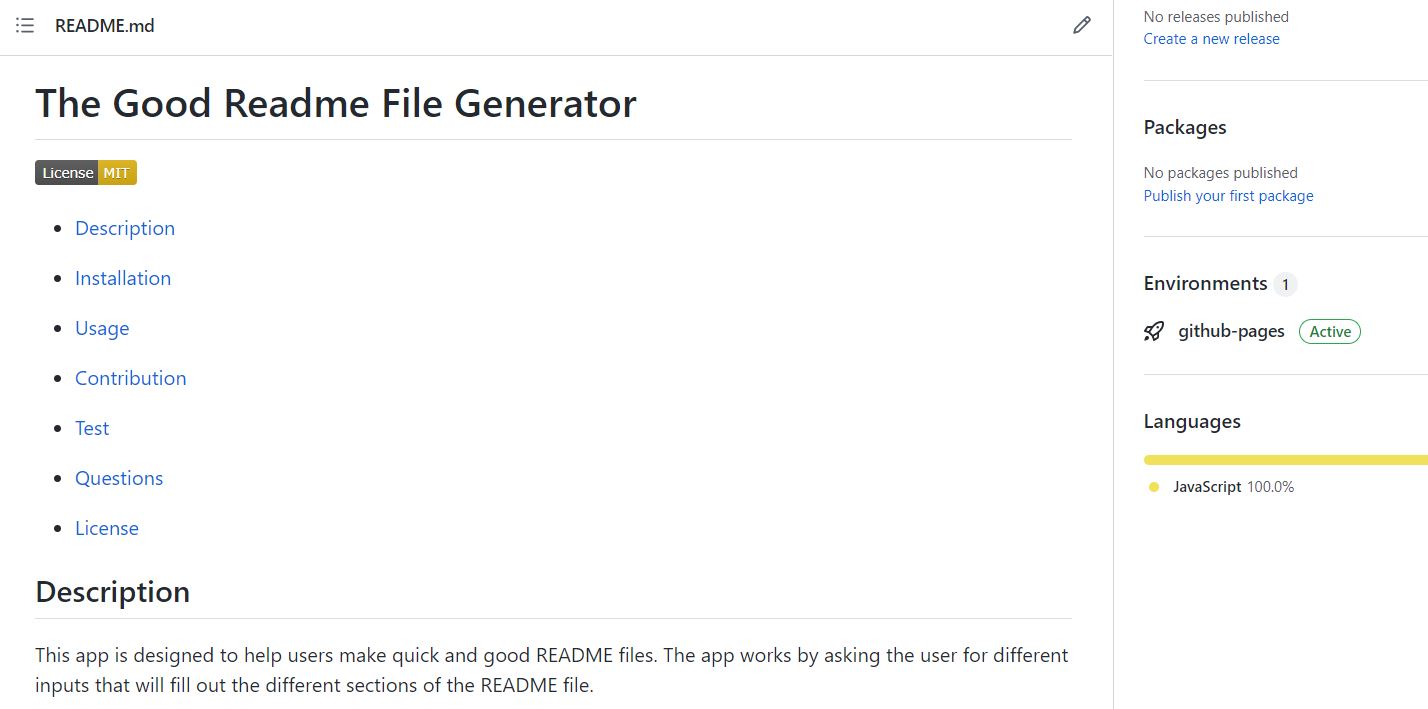 README.md
The Good Readme File Generator
License MIT
Description
Installation
Usage
Contribution
Test
Questions
License
Description
This app is designed to help users make quick and good README files. The app works by asking the user for different
inputs that will fill out the different sections of the README file.
No releases published
Create a new release
Packages
No packages published
Publish your first package
Environments 1
github-pages Active
Languages
JavaScript 100.0%